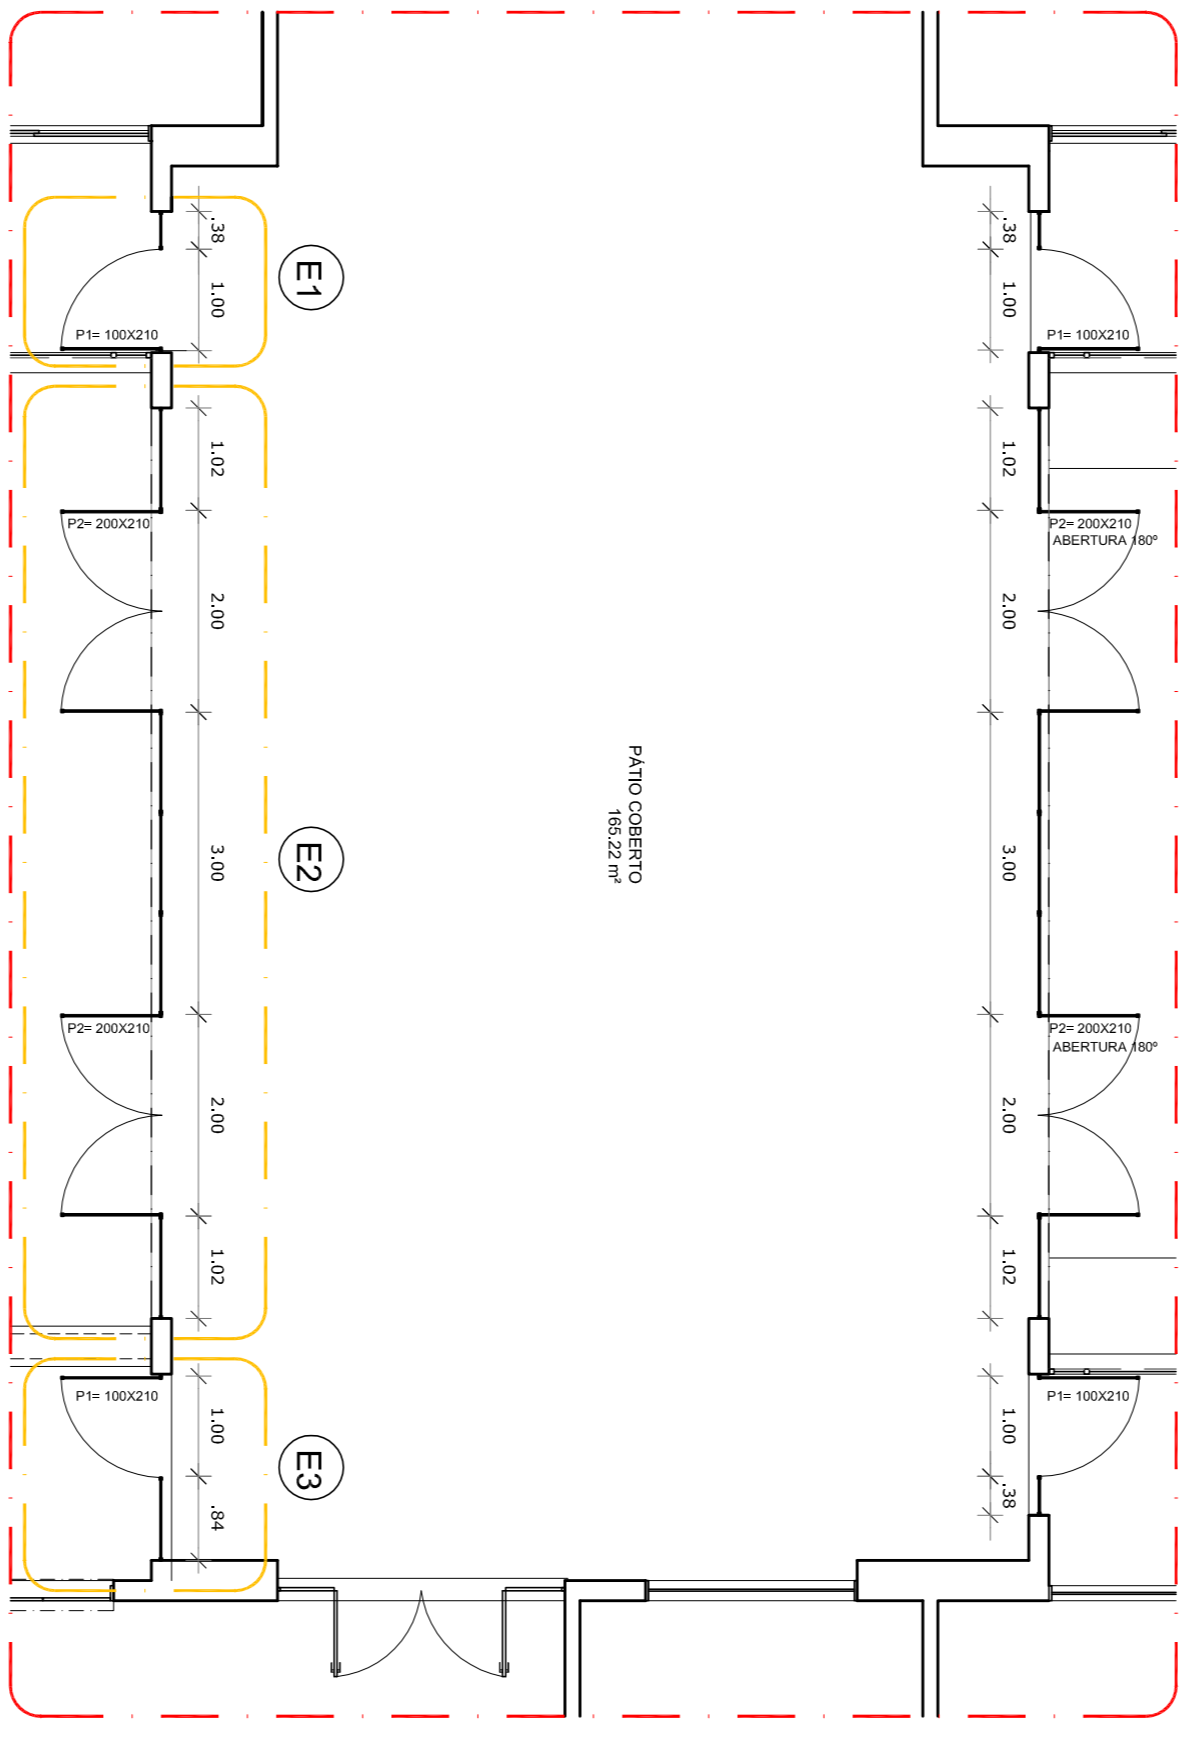 .38
1.00
E1
P1= 100X210
.38
1.00
P1= 100X210
1.02
1.02
P2= 200X210
P2= 200X210
ABERTURA 180º
2.00
2.00
PÁTIO COBERTO
165.22 m²
3.00
E2
3.00
P2= 200X210
P2= 200X210
ABERTURA 180º
2.00
2.00
1.02
1.02
P1= 100X210
P1= 100X210
1.00
1.00
E3
.84
.38